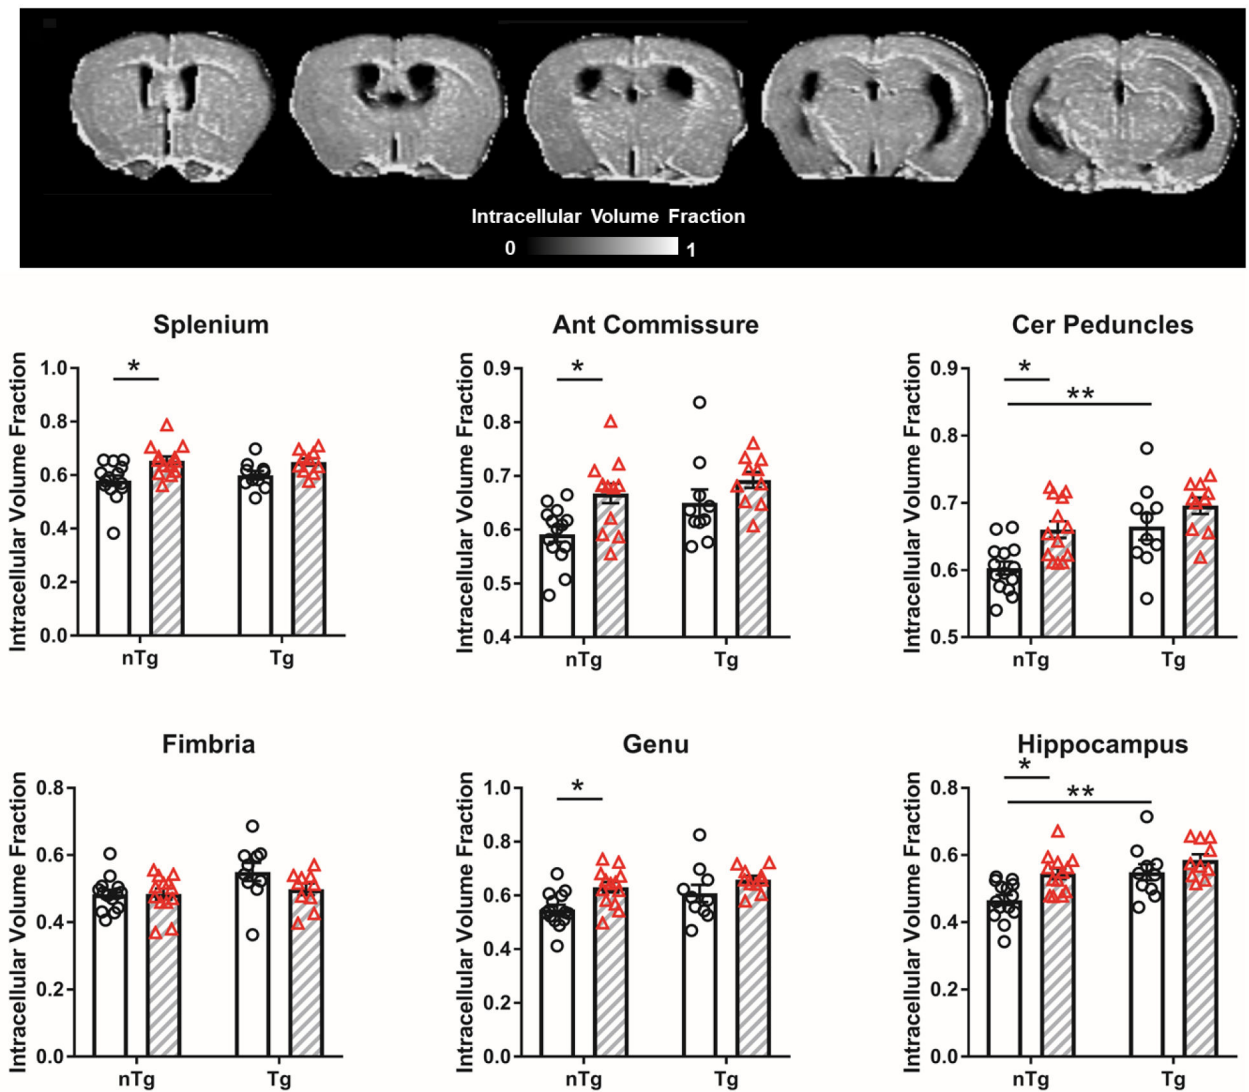 Intracellular Volume Fraction
0 1
Splenium
Ant Commissure
Cer Peduncles
Intracellular Volume Fraction
1.0
0.8
0.6
0.4
0.2
0.0
*
nTg
Tg
Intracellular Volume Fraction
0.9
0.8
0.7
0.6
0.5
0.4
*
nTg
Tg
Intracellular Volume Fraction
0.9
0.8
0.7
0.6
0.5
*
**
nTg
Tg
Fimbria
Genu
Hippocampus
Intracellular Volume Fraction
0.8
0.6
0.4
0.2
0.0
nTg
Tg
Intracellular Volume Fraction
1.0
0.8
0.6
0.4
0.2
0.0
*
nTg
Tg
Intracellular Volume Fraction
0.8
0.6
0.4
0.2
0.0
*
**
nTg
Tg